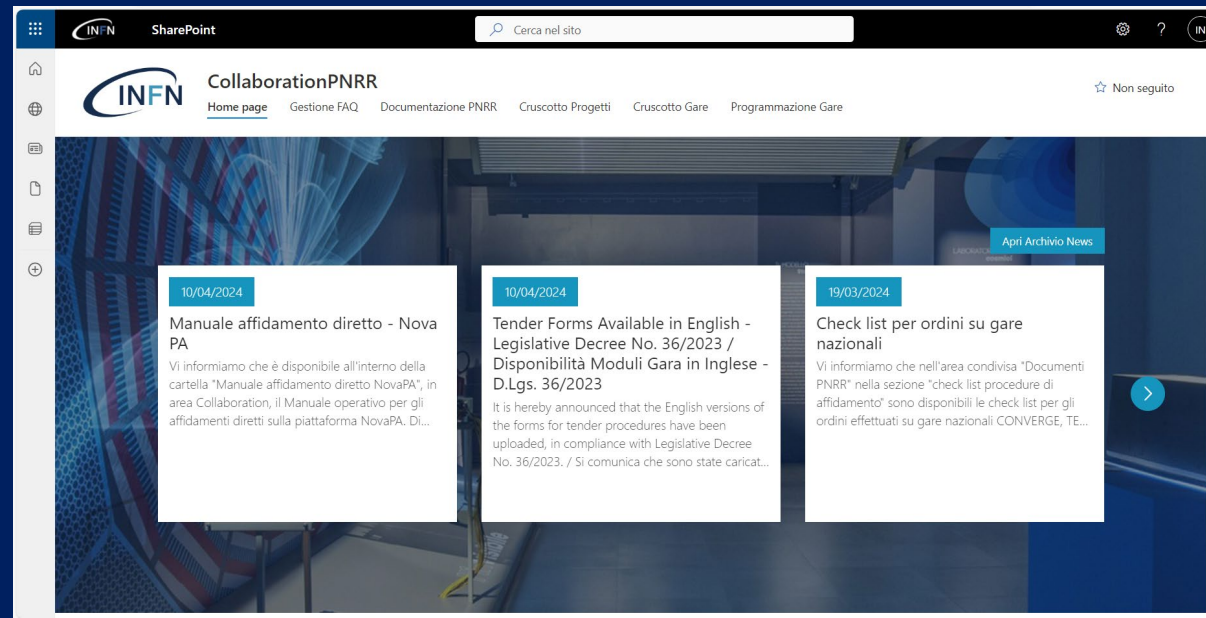 INFN
SharePoint
Cerca nel sito
?
IN
INFN
CollaborationPNRR
Non seguito
Home page
Gestione FAQ
Documentazione PNRR
Cruscotto Progetti
Cruscotto Gare
Programmazione Gare
Apri Archivio News
10/04/2024
Manuale affidamento diretto - Nova
PA
Vi informiamo che è disponibile all'interno della
cartella "Manuale affidamento diretto NovaPA", in
area Collaboration, il Manuale operativo per gli
affidamenti diretti sulla piattaforma NovaPA. Di...
10/04/2024
Tender Forms Available in English -
Legislative Decree No. 36/2023 /
Disponibilità Moduli Gara in Inglese -
D.Lgs. 36/2023
It is hereby announced that the English versions of
the forms for tender procedures have been
uploaded, in compliance with Legislative Decree
No. 36/2023. / Si comunica che sono state caricat...
19/03/2024
Check list per ordini su gare
nazionali
Vi informiamo che nell'area condivisa "Documenti
PNRR" nella sezione "check list procedure di
affidamento" sono disponibili le check list per gli
ordini effettuati su gare nazionali CONVERGE, TE...